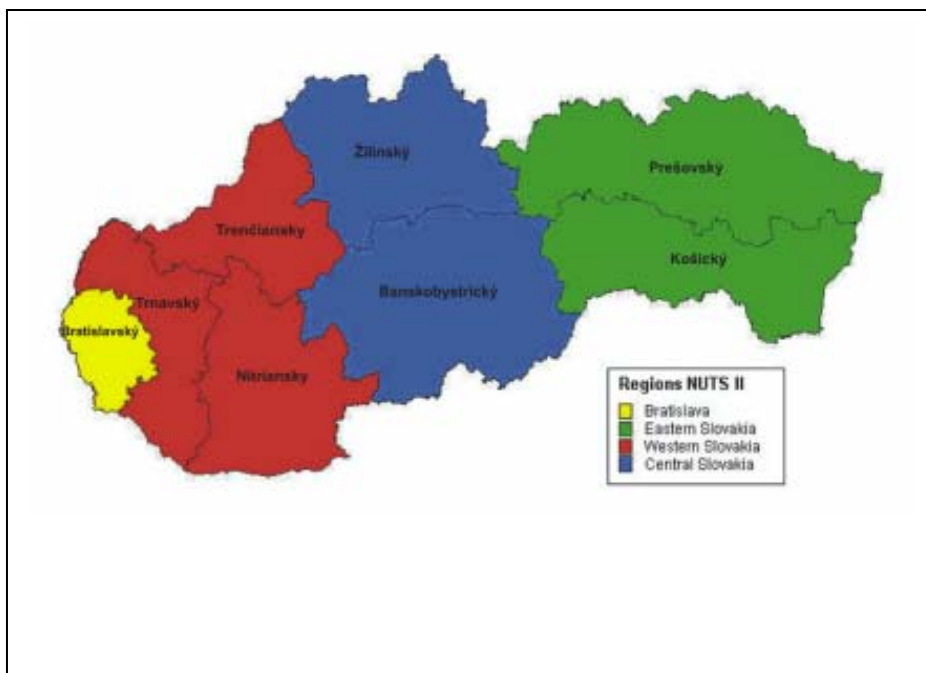 Žilinský
Prešovský
Trenčiansky
Košický
Banskobystrický
Trnavský
Bratislavský
Nitriansky
Regions NUTS II
Bratislava
Eastern Slovakia
Western Slovakia
Central Slovakia